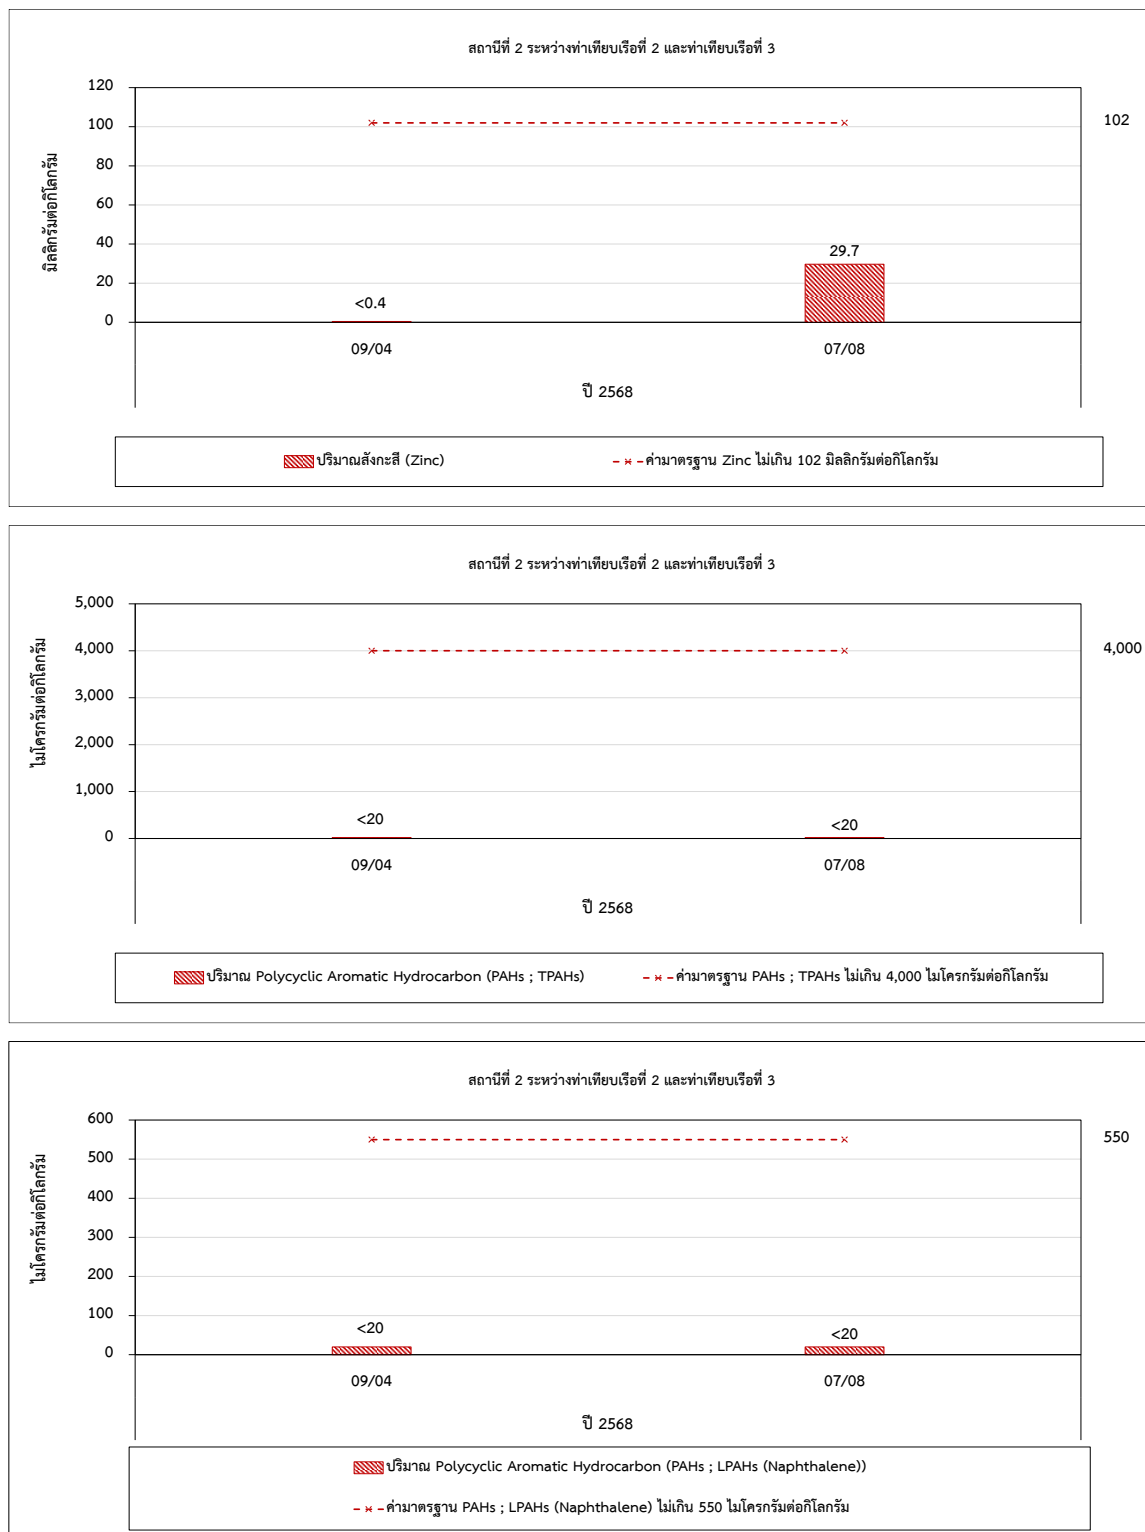 สถานีที่ 2 ระหว่างท่าเทียบเรือที่ 2 และท่าเทียบเรือที่ 3
มิลลิกรัมต่อกิโลกรัม
120
100
80
60
40
20
0
102
<0.4
29.7
09/04
07/08
ปี 2568
ปริมาณสังกะสี (Zinc)
ค่ามาตรฐาน Zinc ไม่เกิน 102 มิลลิกรัมต่อกิโลกรัม
สถานีที่ 2 ระหว่างท่าเทียบเรือที่ 2 และท่าเทียบเรือที่ 3
ไมโครกรัมต่อกิโลกรัม
5,000
4,000
3,000
2,000
1,000
0
4,000
<20
<20
09/04
07/08
ปี 2568
ปริมาณ Polycyclic Aromatic Hydrocarbon (PAHs ; TPAHs)
ค่ามาตรฐาน PAHs ; TPAHs ไม่เกิน 4,000 ไมโครกรัมต่อกิโลกรัม
สถานีที่ 2 ระหว่างท่าเทียบเรือที่ 2 และท่าเทียบเรือที่ 3
ไมโครกรัมต่อกิโลกรัม
600
500
400
300
200
100
0
550
<20
<20
09/04
07/08
ปี 2568
ปริมาณ Polycyclic Aromatic Hydrocarbon (PAHs ; LPAHs (Naphthalene))
ค่ามาตรฐาน PAHs ; LPAHs (Naphthalene) ไม่เกิน 550 ไมโครกรัมต่อกิโลกรัม